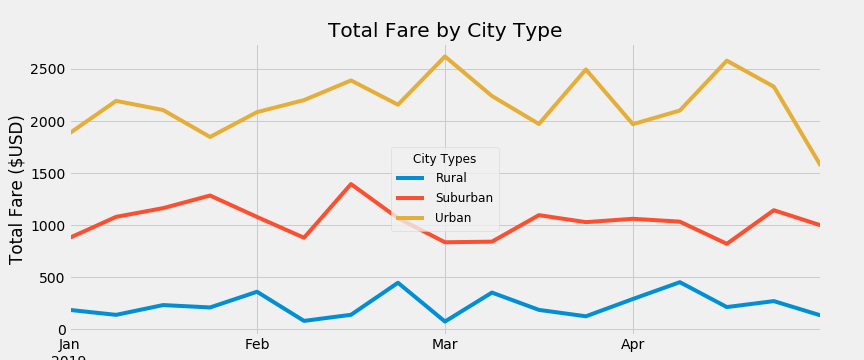 Total Fare by City Type
Total Fare ($USD)
2500
2000
1500
1000
500
0
City Types
Rural
Suburban
Urban
Jan
Feb
Mar
Apr
2019